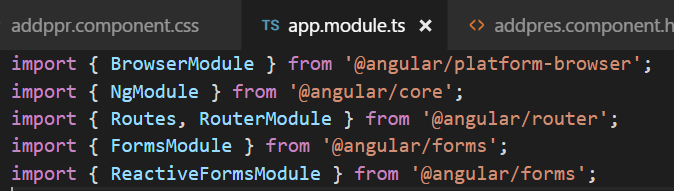 addppr.component.css TS app.module.ts × <> addpres.component.h
import { BrowserModule } from '@angular/platform-browser';
import { NgModule } from '@angular/core';
import { Routes, RouterModule } from '@angular/router';
import { FormsModule } from '@angular/forms';
import { ReactiveFormsModule } from '@angular/forms';